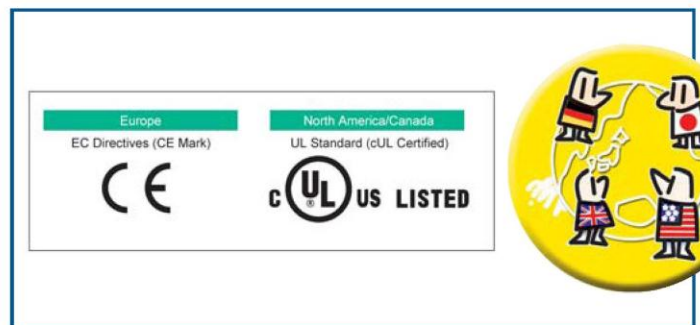 Europe
EC Directives (CE Mark)
CE
North America/Canada
UL Standard (cUL Certified)
C UL® US LISTED